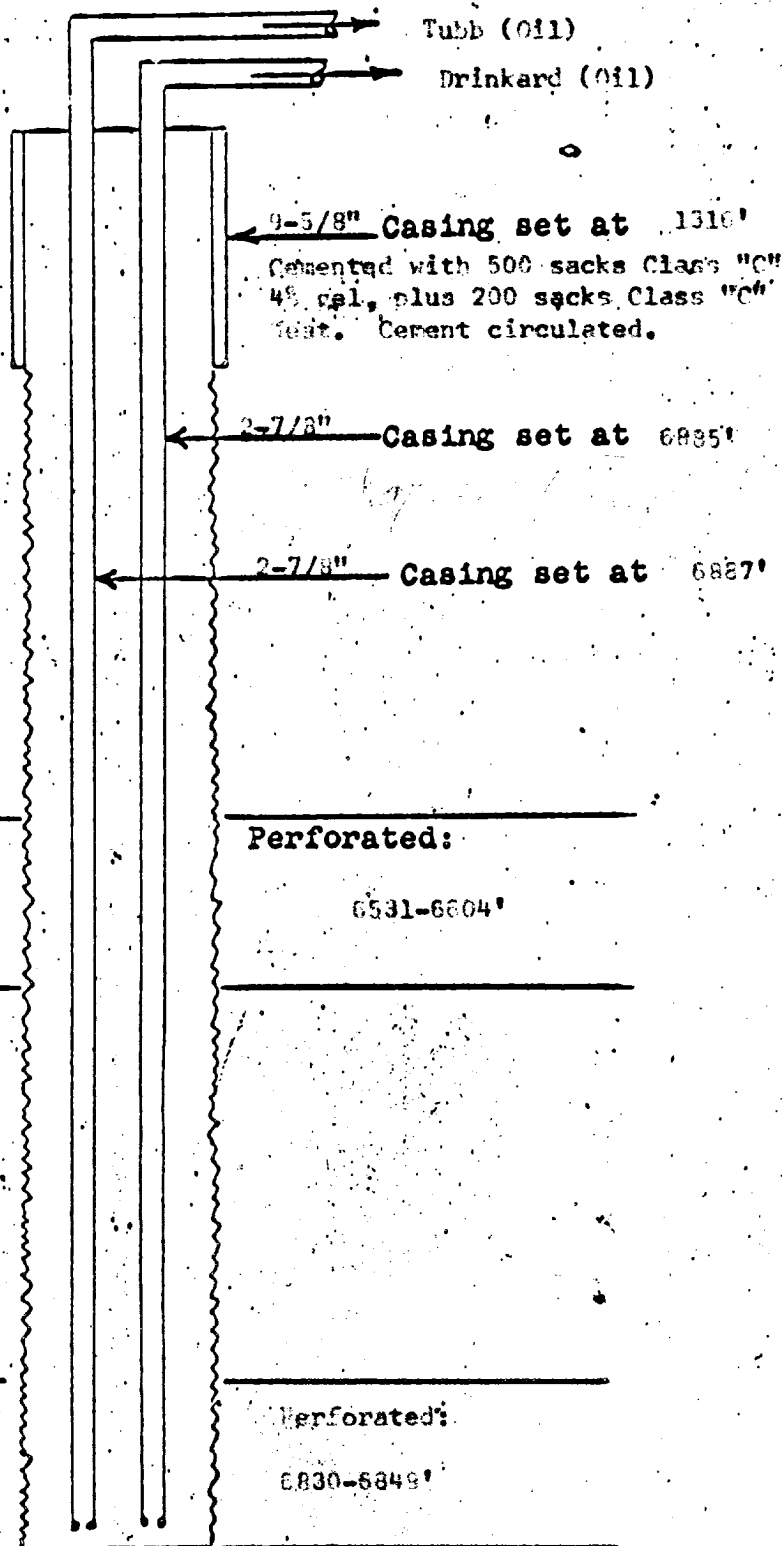 Tubb (Oil)
Drinkard (Oil)
9-5/8" Casing set at 1316'
Cemented with 500 sacks Class "C"
4% gel, plus 200 sacks Class "C"
Neat. Cement circulated.
2-7/8" Casing set at 6885'
2-7/8" Casing set at 6887'
Perforated:
6531-6604'
Perforated:
6830-6849'